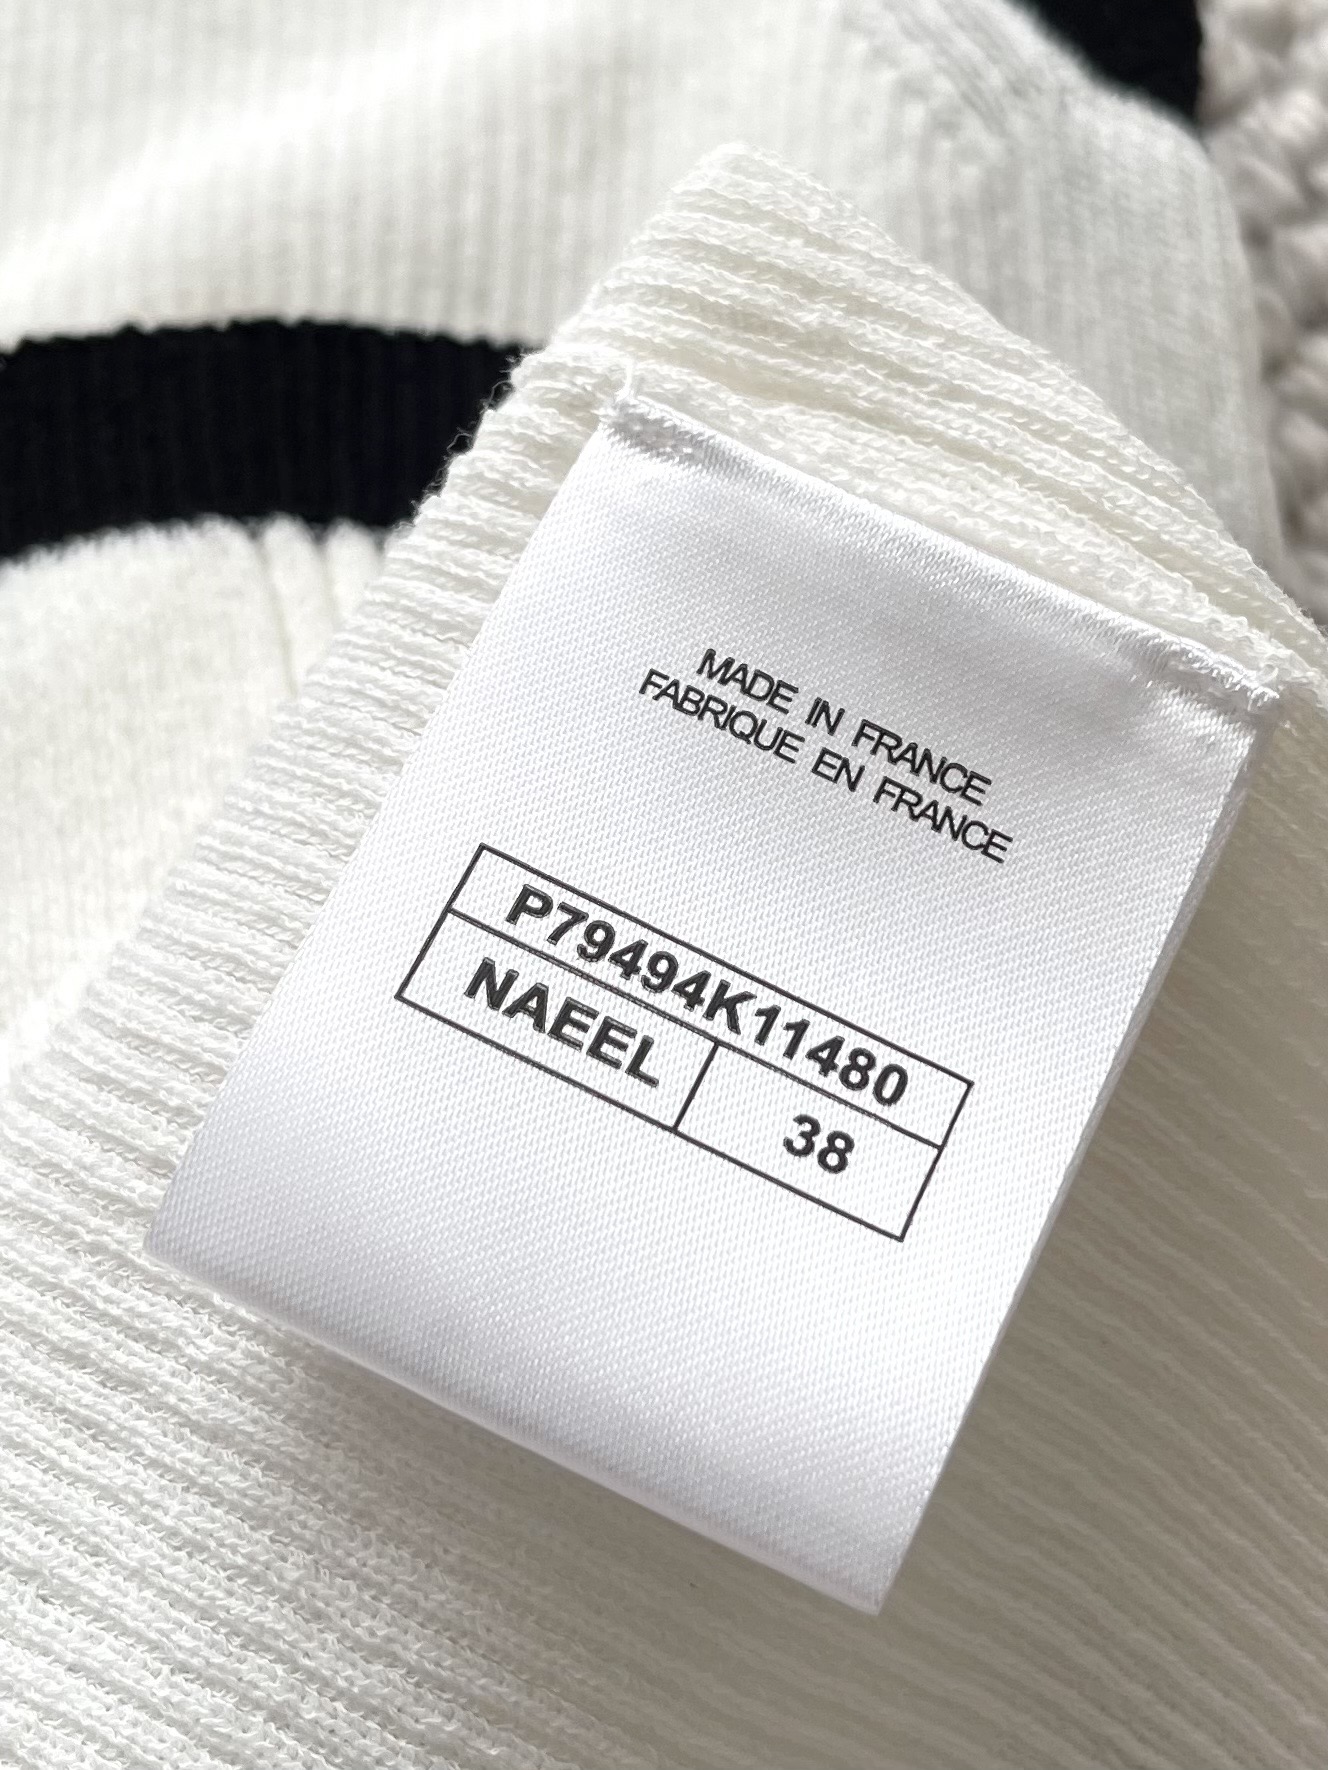 MADE IN FRANCE
FABRIQUE EN FRANCE
P79494K11480
NAEEL 38